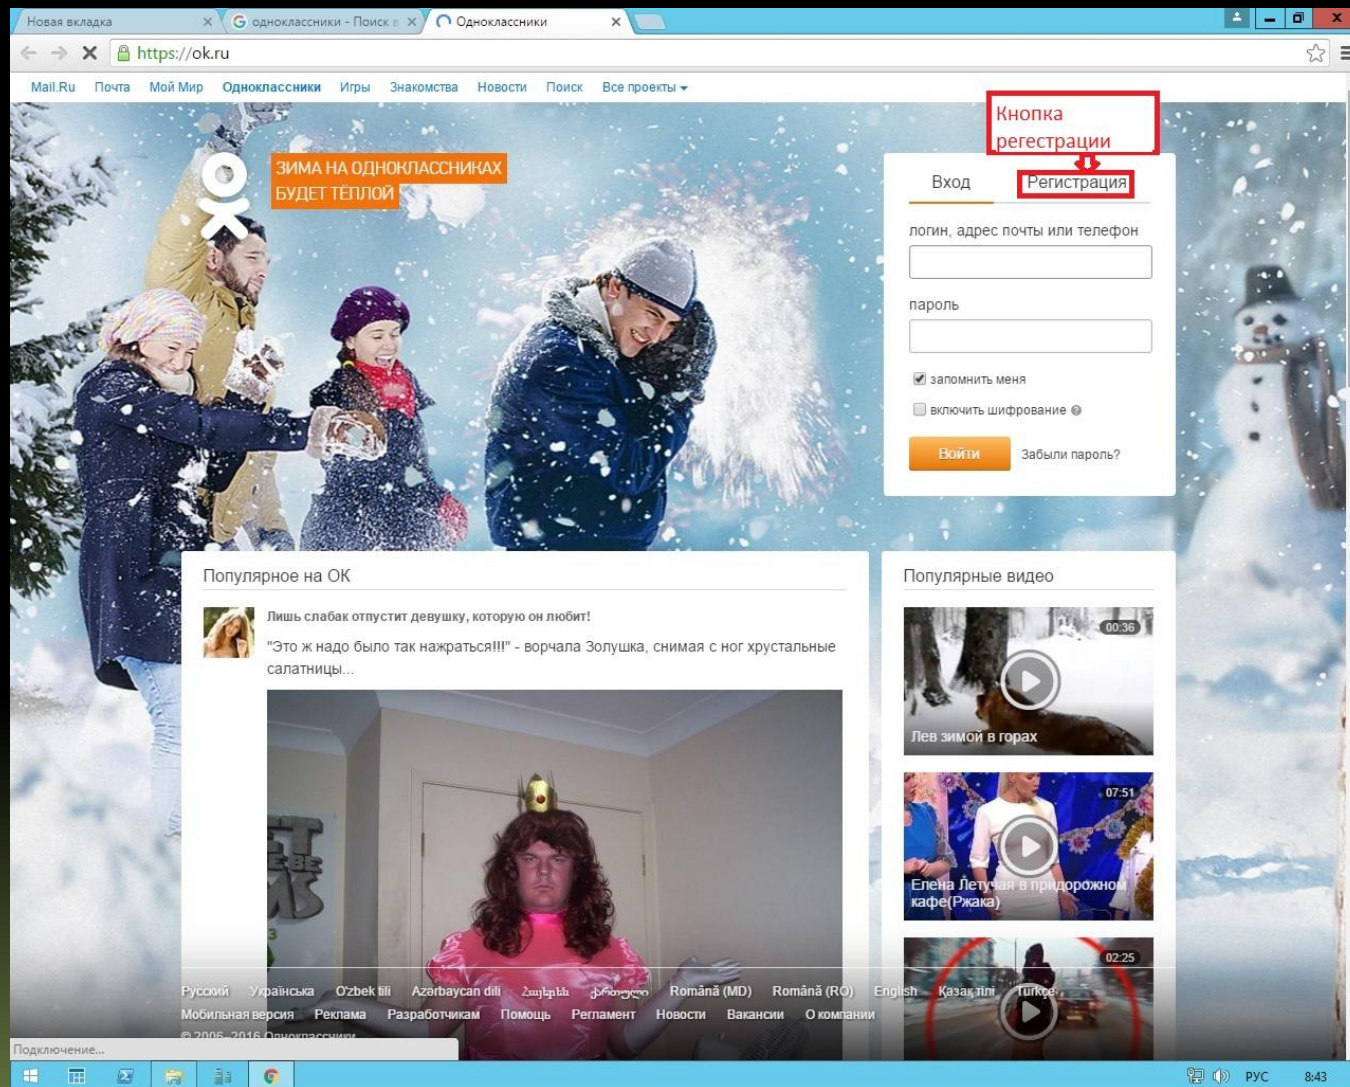 Новая вкладка
одноклассники - Поиск в
Одноклассники
https://ok.ru
Mail.Ru Почта Мой Мир Одноклассники Игры Знакомства Новости Поиск Все проекты
Кнопка
регестрации
ЗИМА НА ОДНОКЛАССНИКАХ
БУДЕТ ТЁПЛОЙ
Вход Регистрация
логин, адрес почты или телефон
пароль
запомнить меня
включить шифрование
Войти Забыли пароль?
Популярное на ОК
Лишь слабак отпустит девушку, которую он любит!
"Это ж надо было так нажраться!!!" - ворчала Золушка, снимая с ног хрустальные
салатницы...
Популярные видео
00:36
Лев зимой в горах
07:51
Елена Летучая в придорожном
кафе(Ржака)
02:25
Русский Українська O'zbek tili Azərbaycan dili Հայերեն ქართული Română (MD) Română (RO) English Қазақ тілі Türkçe
Мобильная версия Реклама Разработчикам Помощь Регламент Новости Вакансии О компании
© 2006–2016 Одноклассники
Подключение...
РУС 8:43